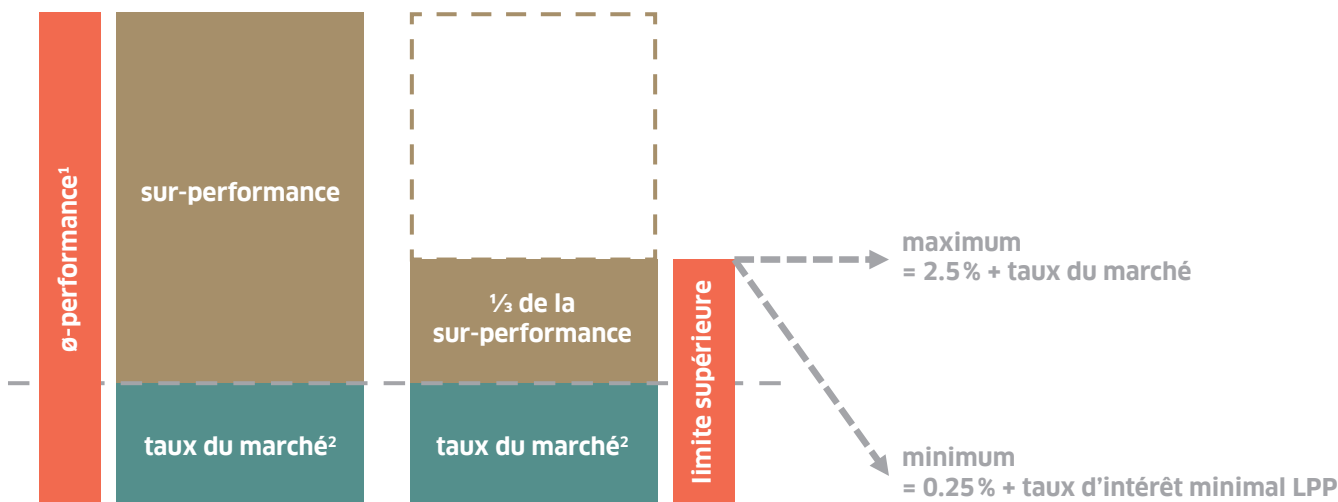 ø-performance¹
sur-performance
taux du marché²
⅓ de la
sur-performance
taux du marché²
limite supérieure
maximum
= 2.5 % + taux du marché
minimum
= 0.25 % + taux d’intérêt minimal LPP